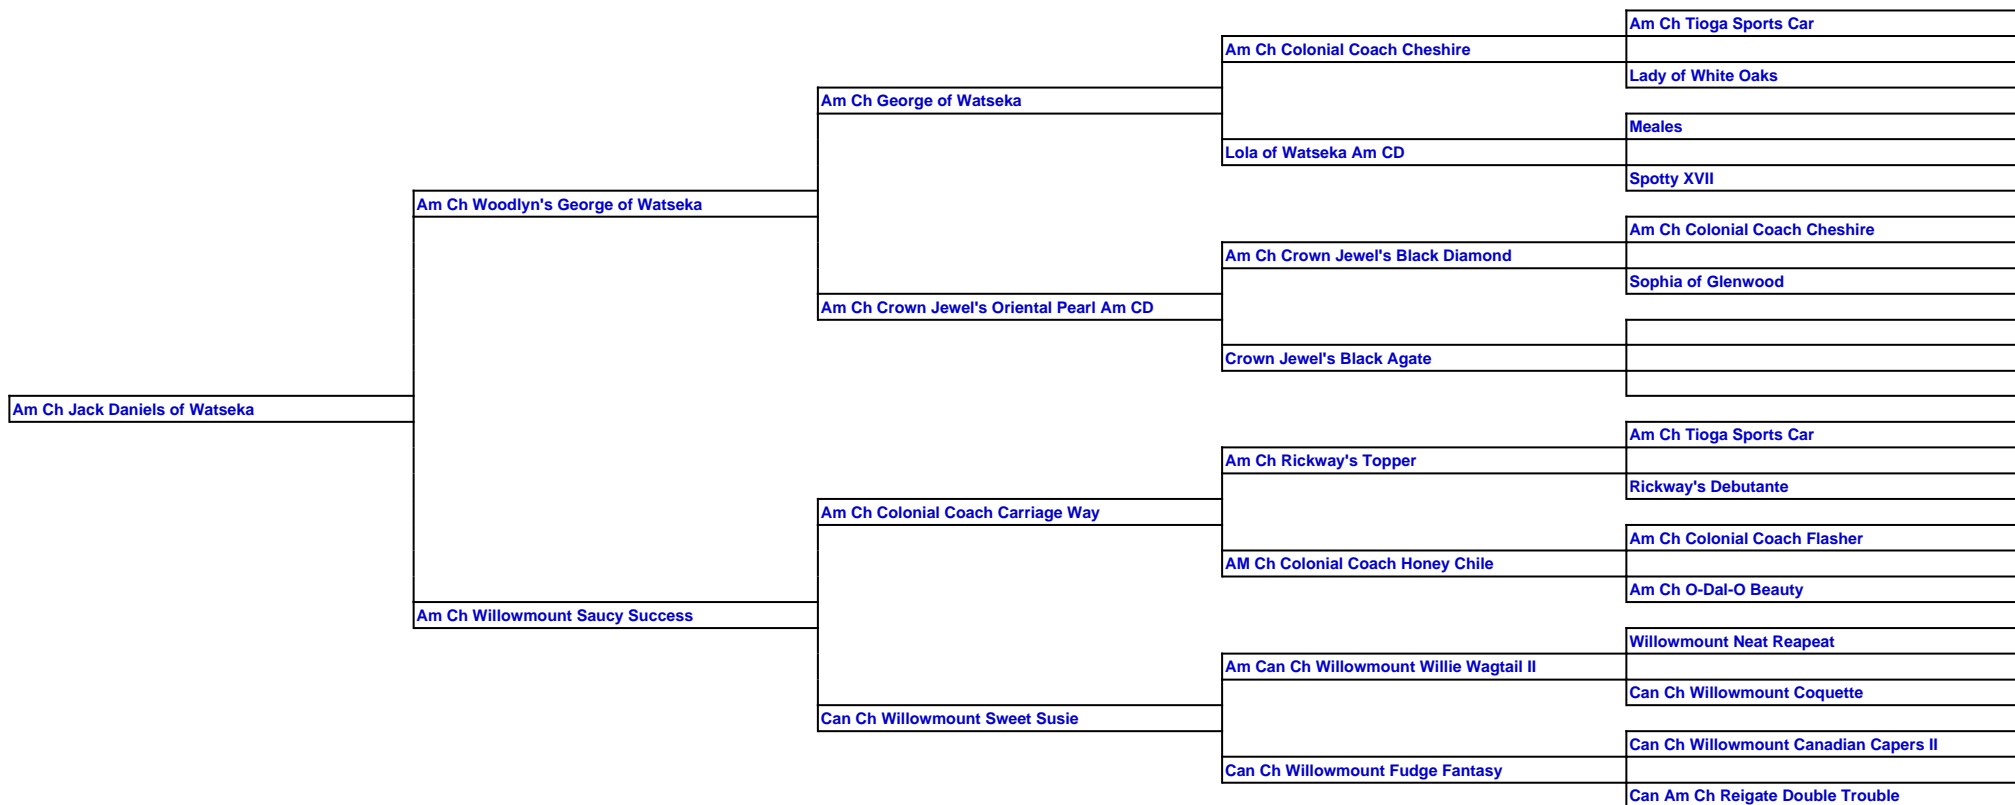 Am Ch Tioga Sports Car
Am Ch Colonial Coach Cheshire
Lady of White Oaks
Am Ch George of Watseka
Meales
Lola of Watseka Am CD
Spotty XVII
Am Ch Woodlyn's George of Watseka
Am Ch Colonial Coach Cheshire
Am Ch Crown Jewel's Black Diamond
Sophia of Glenwood
Am Ch Crown Jewel's Oriental Pearl Am CD
Crown Jewel's Black Agate
Am Ch Jack Daniels of Watseka
Am Ch Tioga Sports Car
Am Ch Rickway's Topper
Rickway's Debutante
Am Ch Colonial Coach Carriage Way
Am Ch Colonial Coach Flasher
AM Ch Colonial Coach Honey Chile
Am Ch O-Dal-O Beauty
Am Ch Willowmount Saucy Success
Willowmount Neat Reapeat
Am Can Ch Willowmount Willie Wagtail II
Can Ch Willowmount Coquette
Can Ch Willowmount Sweet Susie
Can Ch Willowmount Canadian Capers II
Can Ch Willowmount Fudge Fantasy
Can Am Ch Reigate Double Trouble